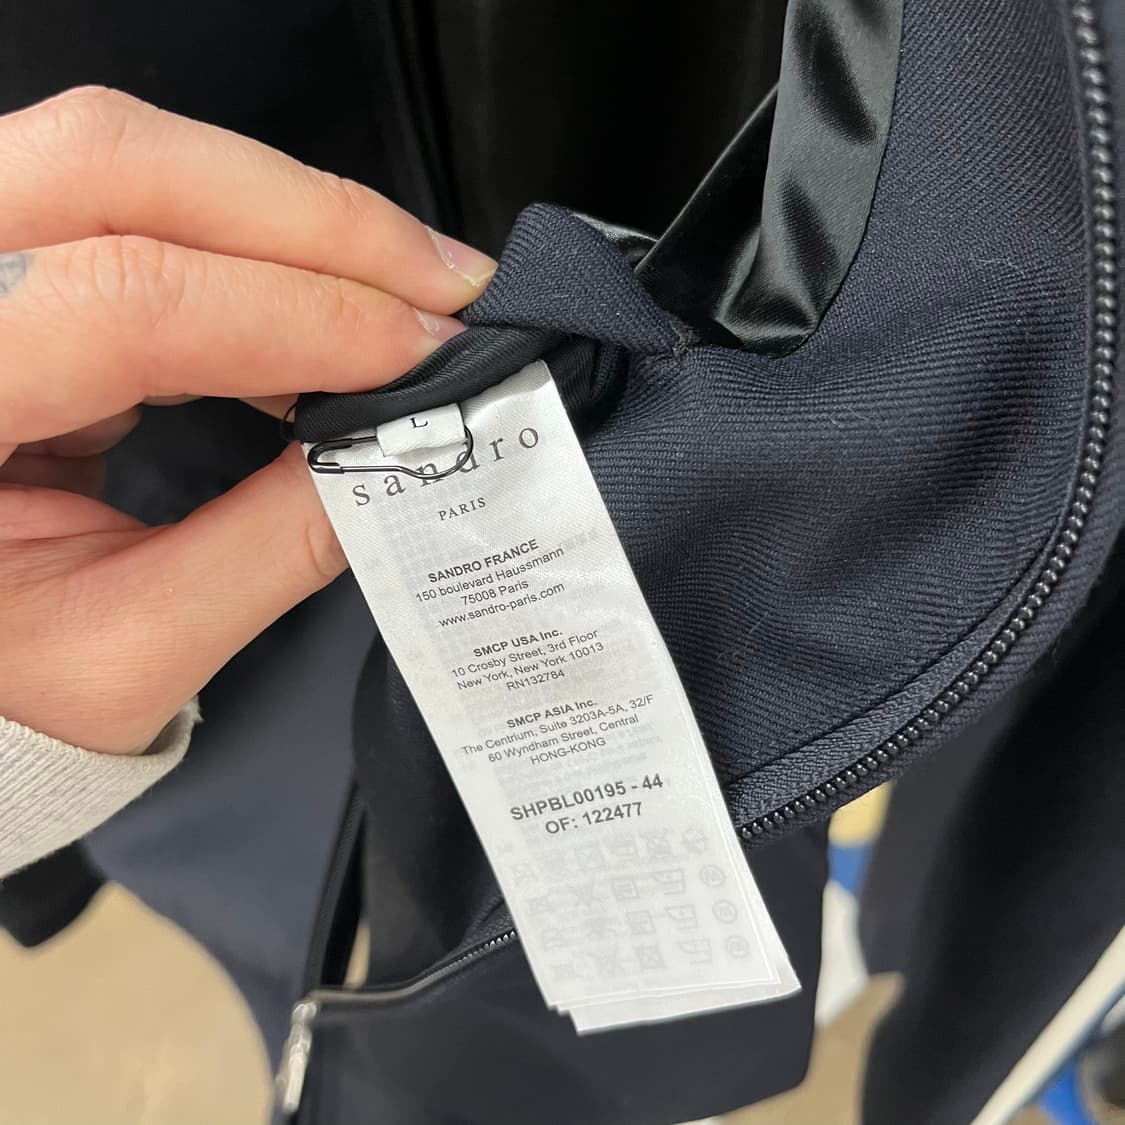 L
sandro
PARIS
SANDRO FRANCE
150 boulevard Haussmann
75008 Paris
www.sandro-paris.com
SMCP USA Inc.
10 Crosby Street, 3rd Floor
New York, New York 10013
RN132784
SMCP ASIA Inc.
The Centrium, Suite 3203A-5A, 32/F
60 Wyndham Street, Central
HONG-KONG
SHPBL00195 - 44
OF: 122477